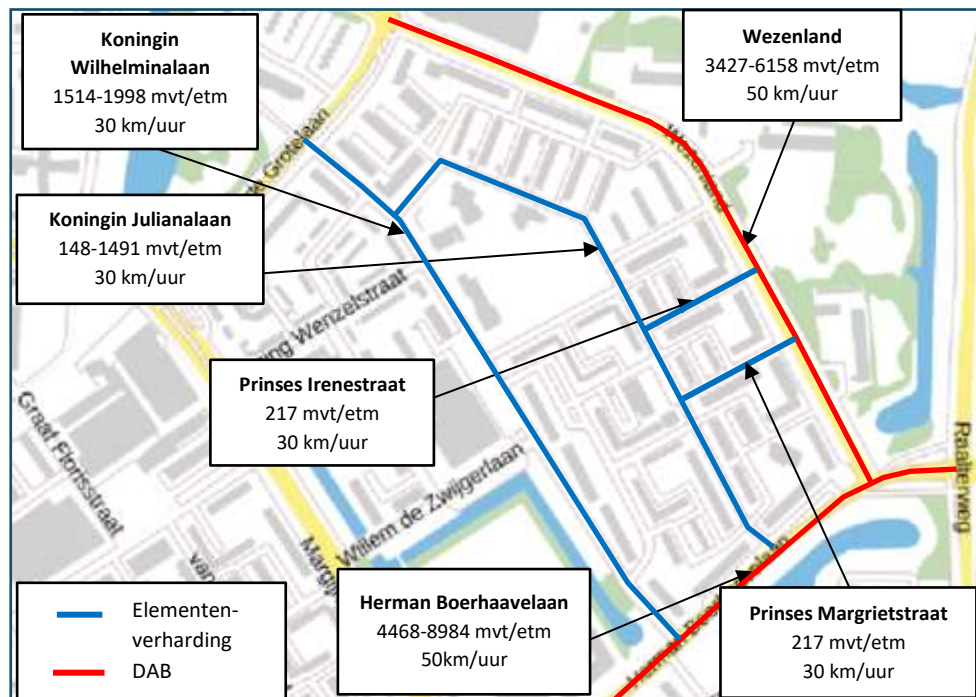 Koningin
Wilhelminalaan
1514-1998 mvt/etm
30 km/uur
Wezenland
3427-6158 mvt/etm
50 km/uur
Koningin Julianalaan
148-1491 mvt/etm
30 km/uur
Prinses Irenestraat
217 mvt/etm
30 km/uur
Graaf Florisstraat
Willem de Zwijgerlaan
Raalterweg
van
Herman Boerhaavelaan
4468-8984 mvt/etm
50km/uur
Prinses Margrietstraat
217 mvt/etm
30 km/uur
Elementen-
verharding
DAB